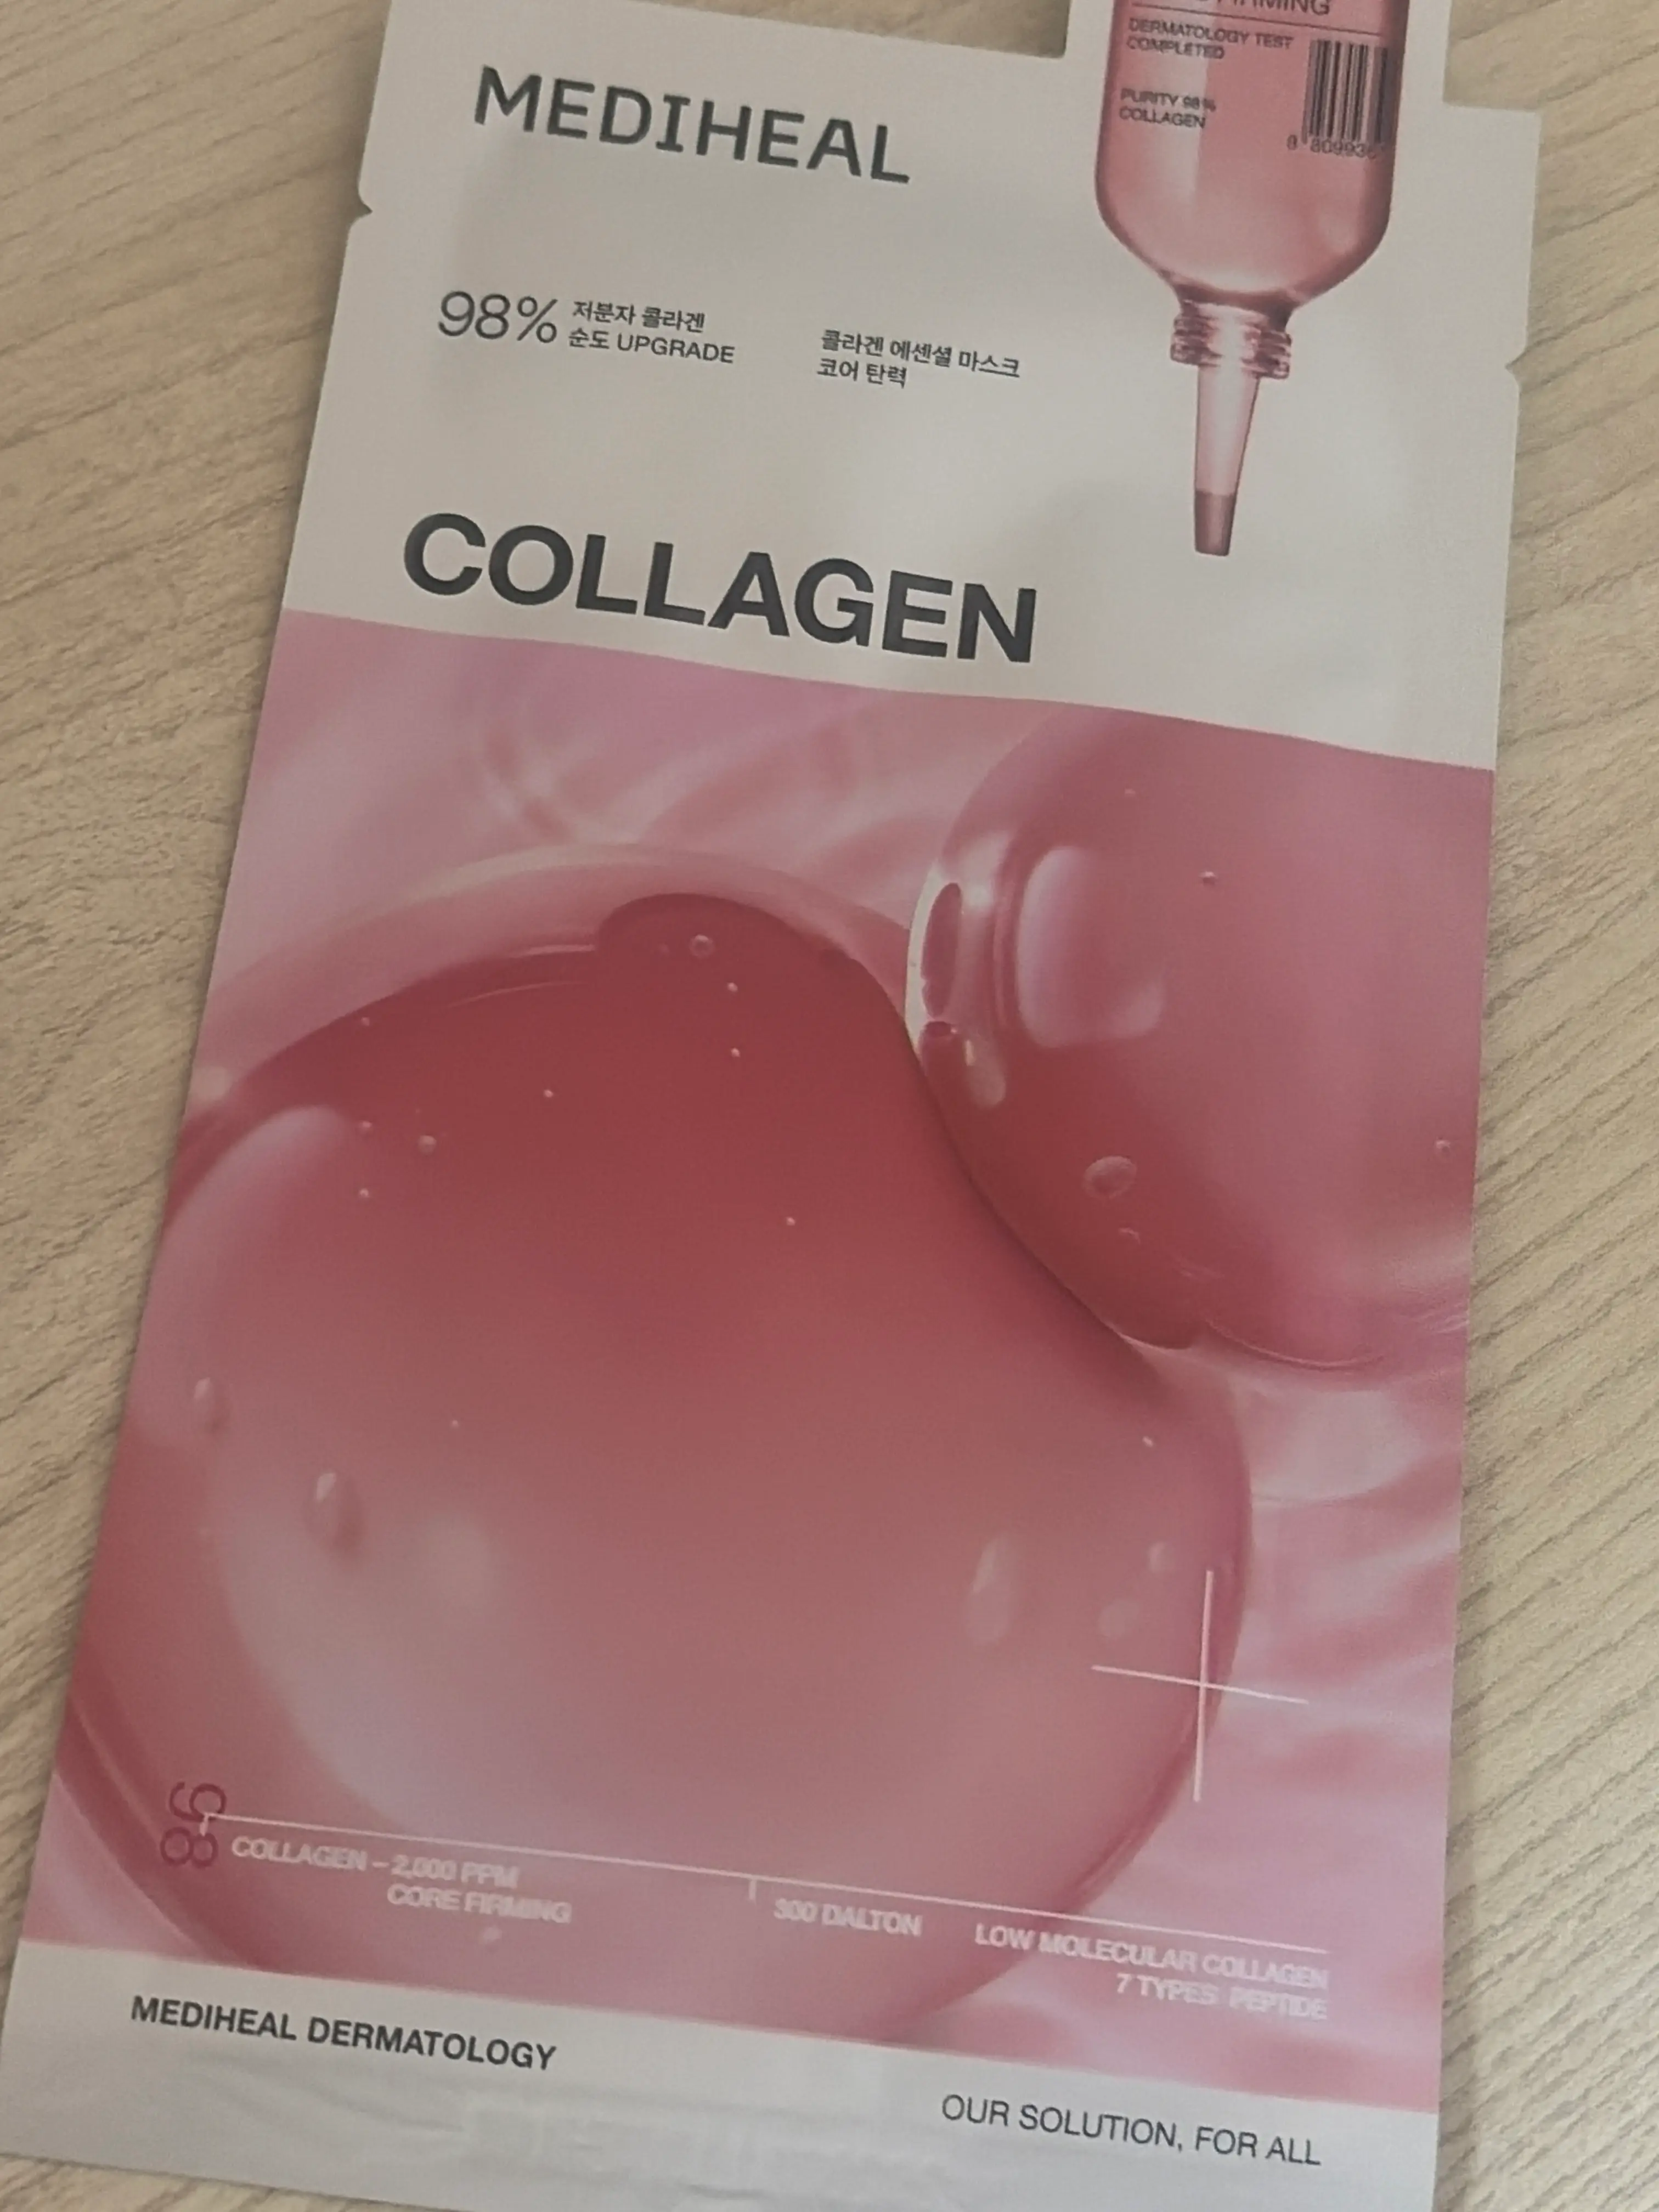 MEDIHEAL
DERMATOLOGY TEST
COMPLETED
PURITY 98%
COLLAGEN
98% 저분자 콜라겐
순도 UPGRADE
콜라겐 에센셜 마스크
코어 탄력
COLLAGEN
98
COLLAGEN – 2,000 PPM
CORE FIRMING
300 DALTON
LOW MOLECULAR COLLAGEN
7 TYPES PEPTIDE
MEDIHEAL DERMATOLOGY
OUR SOLUTION, FOR ALL